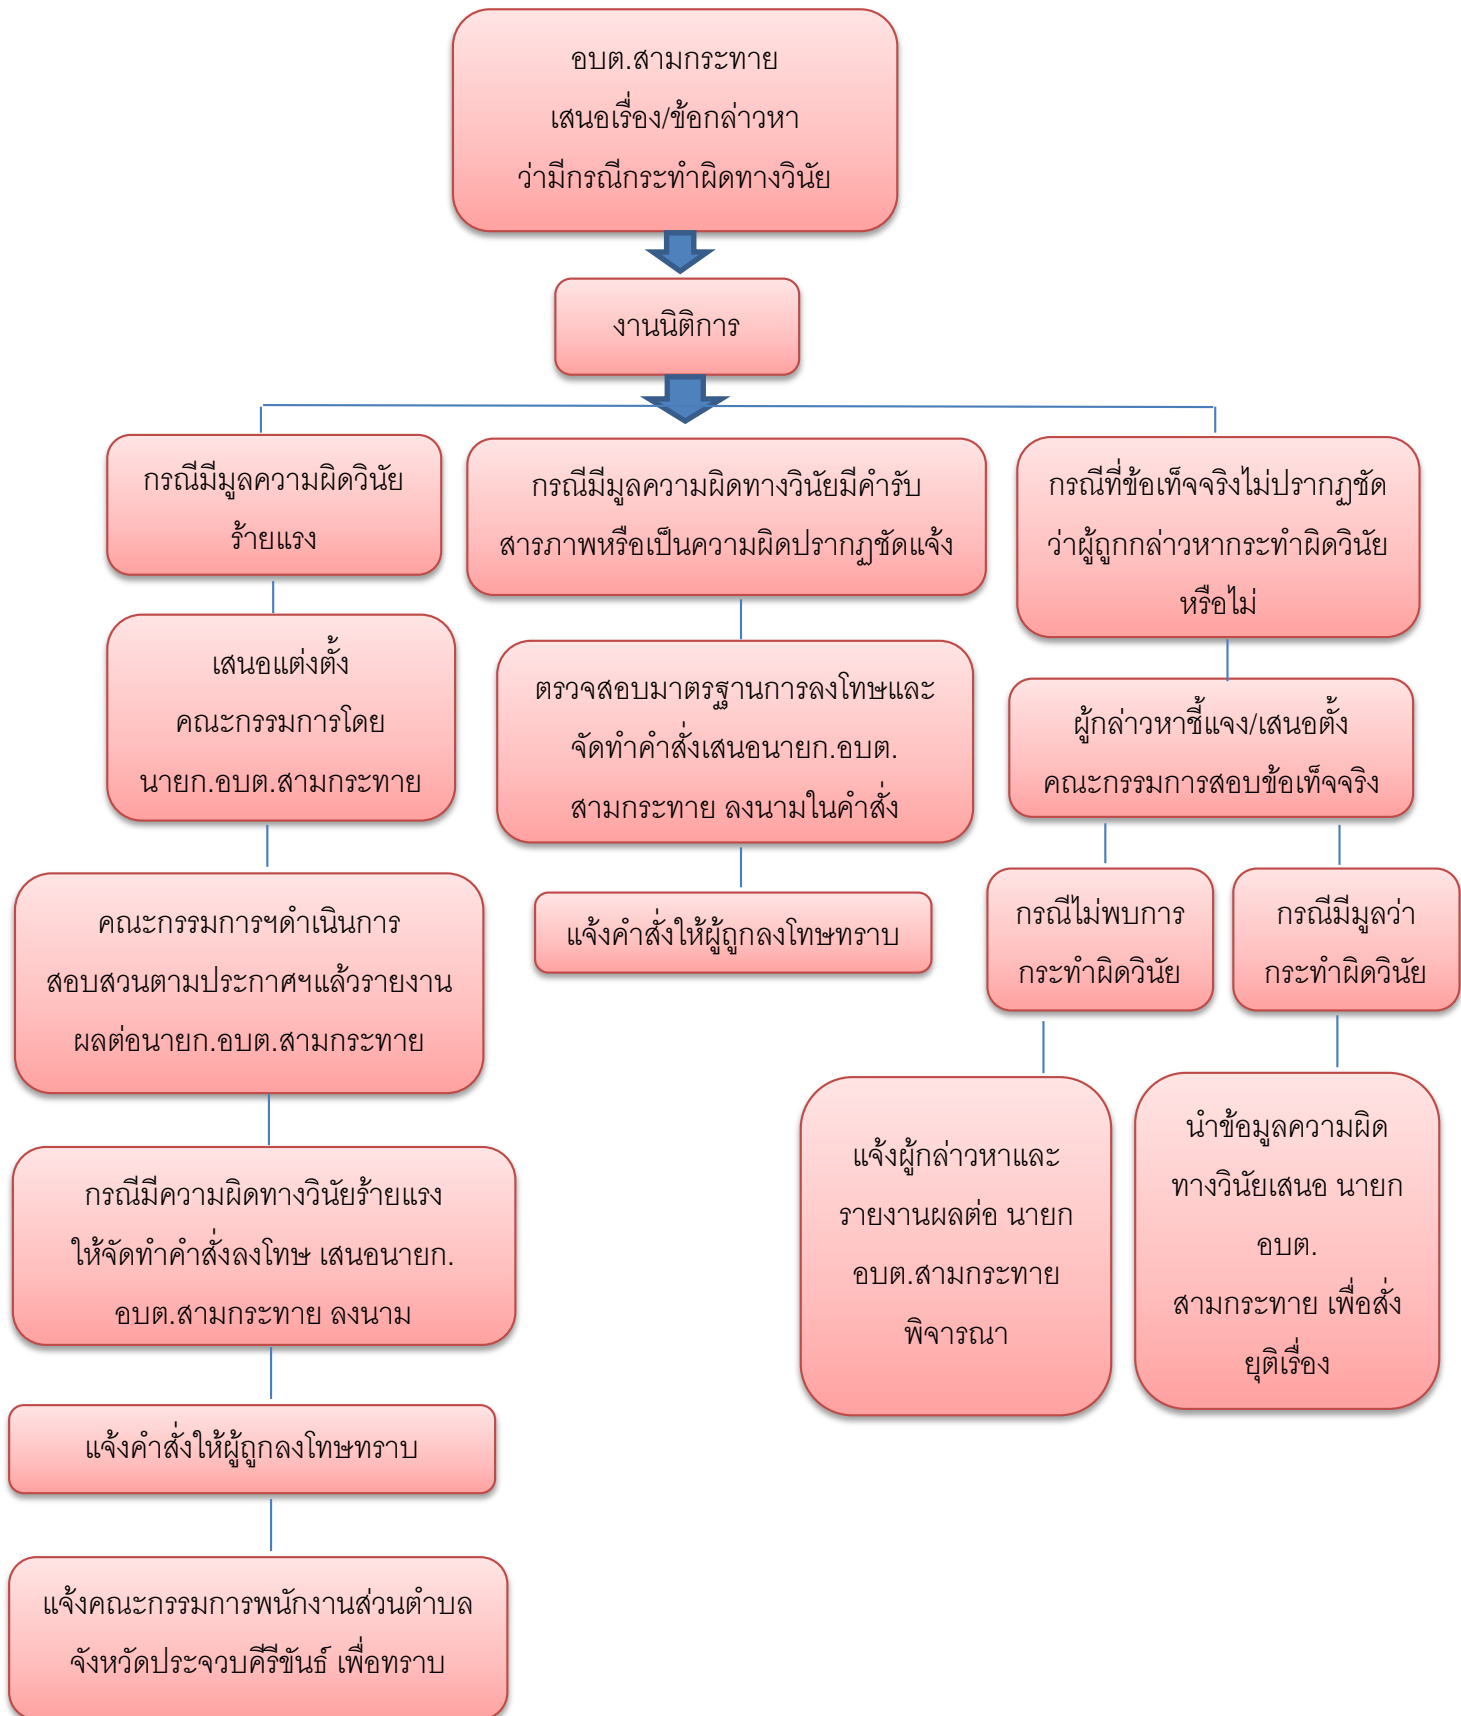 อบต.สามกระทาย
เสนอเรื่อง/ข้อกล่าวหา
ว่ามีกรณีกระทำผิดทางวินัย
งานนิติการ
กรณีมีมูลความผิดวินัย
ร้ายแรง
เสนอแต่งตั้ง
คณะกรรมการโดย
นายก.อบต.สามกระทาย
คณะกรรมการฯดำเนินการ
สอบสวนตามประกาศฯแล้วรายงาน
ผลต่อนายก.อบต.สามกระทาย
กรณีมีความผิดทางวินัยร้ายแรง
ให้จัดทำคำสั่งลงโทษ เสนอนายก.
อบต.สามกระทาย ลงนาม
แจ้งคำสั่งให้ผู้ถูกลงโทษทราบ
แจ้งคณะกรรมการพนักงานส่วนตำบล
จังหวัดประจวบคีรีขันธ์ เพื่อทราบ
กรณีมีมูลความผิดทางวินัยมีคำรับ
สารภาพหรือเป็นความผิดปรากฏชัดแจ้ง
ตรวจสอบมาตรฐานการลงโทษและ
จัดทำคำสั่งเสนอนายก.อบต.
สามกระทาย ลงนามในคำสั่ง
แจ้งคำสั่งให้ผู้ถูกลงโทษทราบ
กรณีที่ข้อเท็จจริงไม่ปรากฏชัด
ว่าผู้ถูกกล่าวหากระทำผิดวินัย
หรือไม่
ผู้กล่าวหาชี้แจง/เสนอตั้ง
คณะกรรมการสอบข้อเท็จจริง
กรณีไม่พบการ
กระทำผิดวินัย
แจ้งผู้กล่าวหาและ
รายงานผลต่อ นายก
อบต.สามกระทาย
พิจารณา
กรณีมีมูลว่า
กระทำผิดวินัย
นำข้อมูลความผิด
ทางวินัยเสนอ นายก
อบต.
สามกระทาย เพื่อสั่ง
ยุติเรื่อง